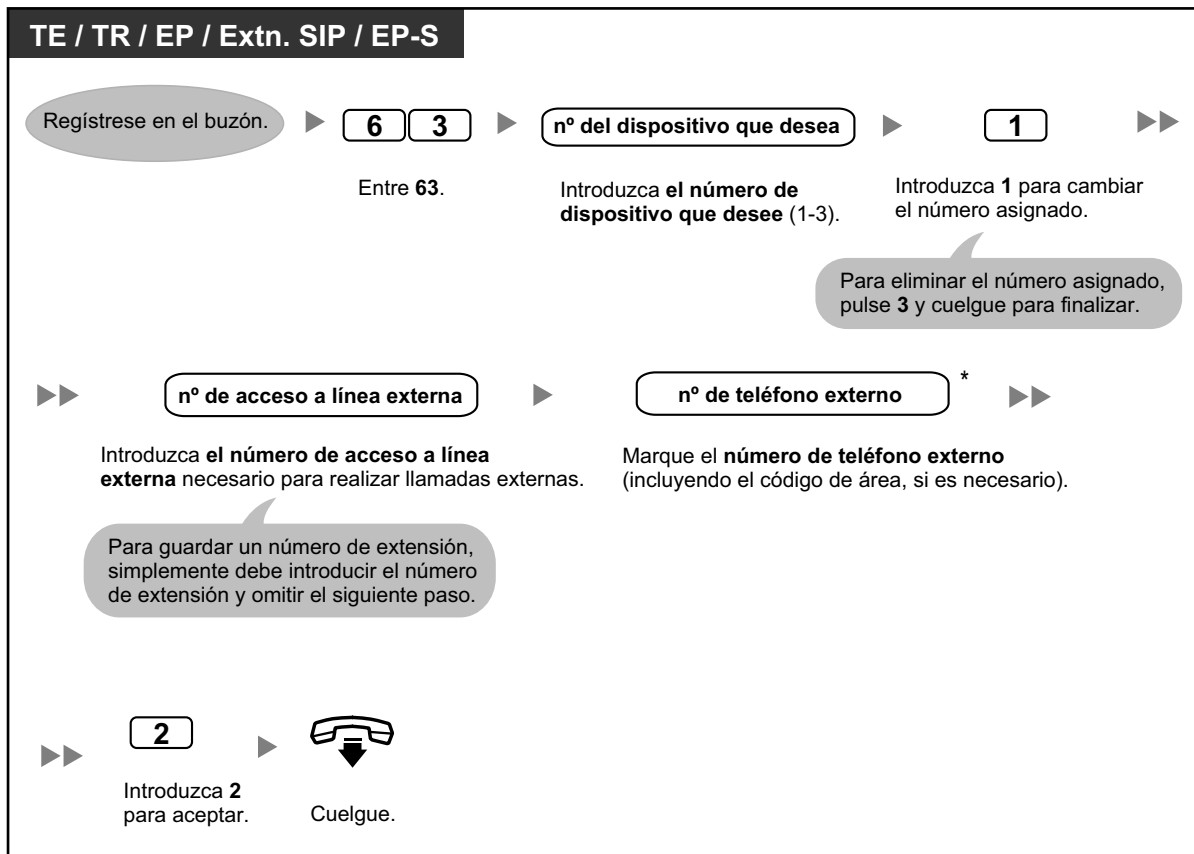 TE / TR / EP / Extn. SIP / EP-S
Regístrese en el buzón.
6 3
nº del dispositivo que desea
1
Entre 63.
Introduzca el número de
dispositivo que desee (1-3).
Introduzca 1 para cambiar
el número asignado.
Para eliminar el número asignado,
pulse 3 y cuelgue para finalizar.
nº de acceso a línea externa
nº de teléfono externo *
Introduzca el número de acceso a línea
externa necesario para realizar llamadas externas.
Marque el número de teléfono externo
(incluyendo el código de área, si es necesario).
Para guardar un número de extensión,
simplemente debe introducir el número
de extensión y omitir el siguiente paso.
2
Introduzca 2
para aceptar.
Cuelgue.